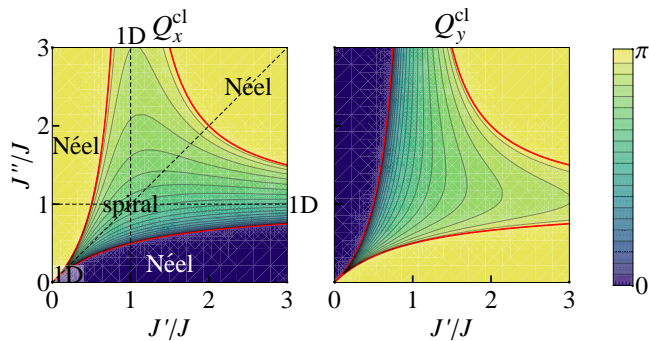 Q_x^cl
Q_y^cl
1D
3
Néel
π
2
Néel
J''/J
1
spiral
1D
Néel
0
1D
0
0 1 2 3
0 1 2 3
J'/J
J'/J